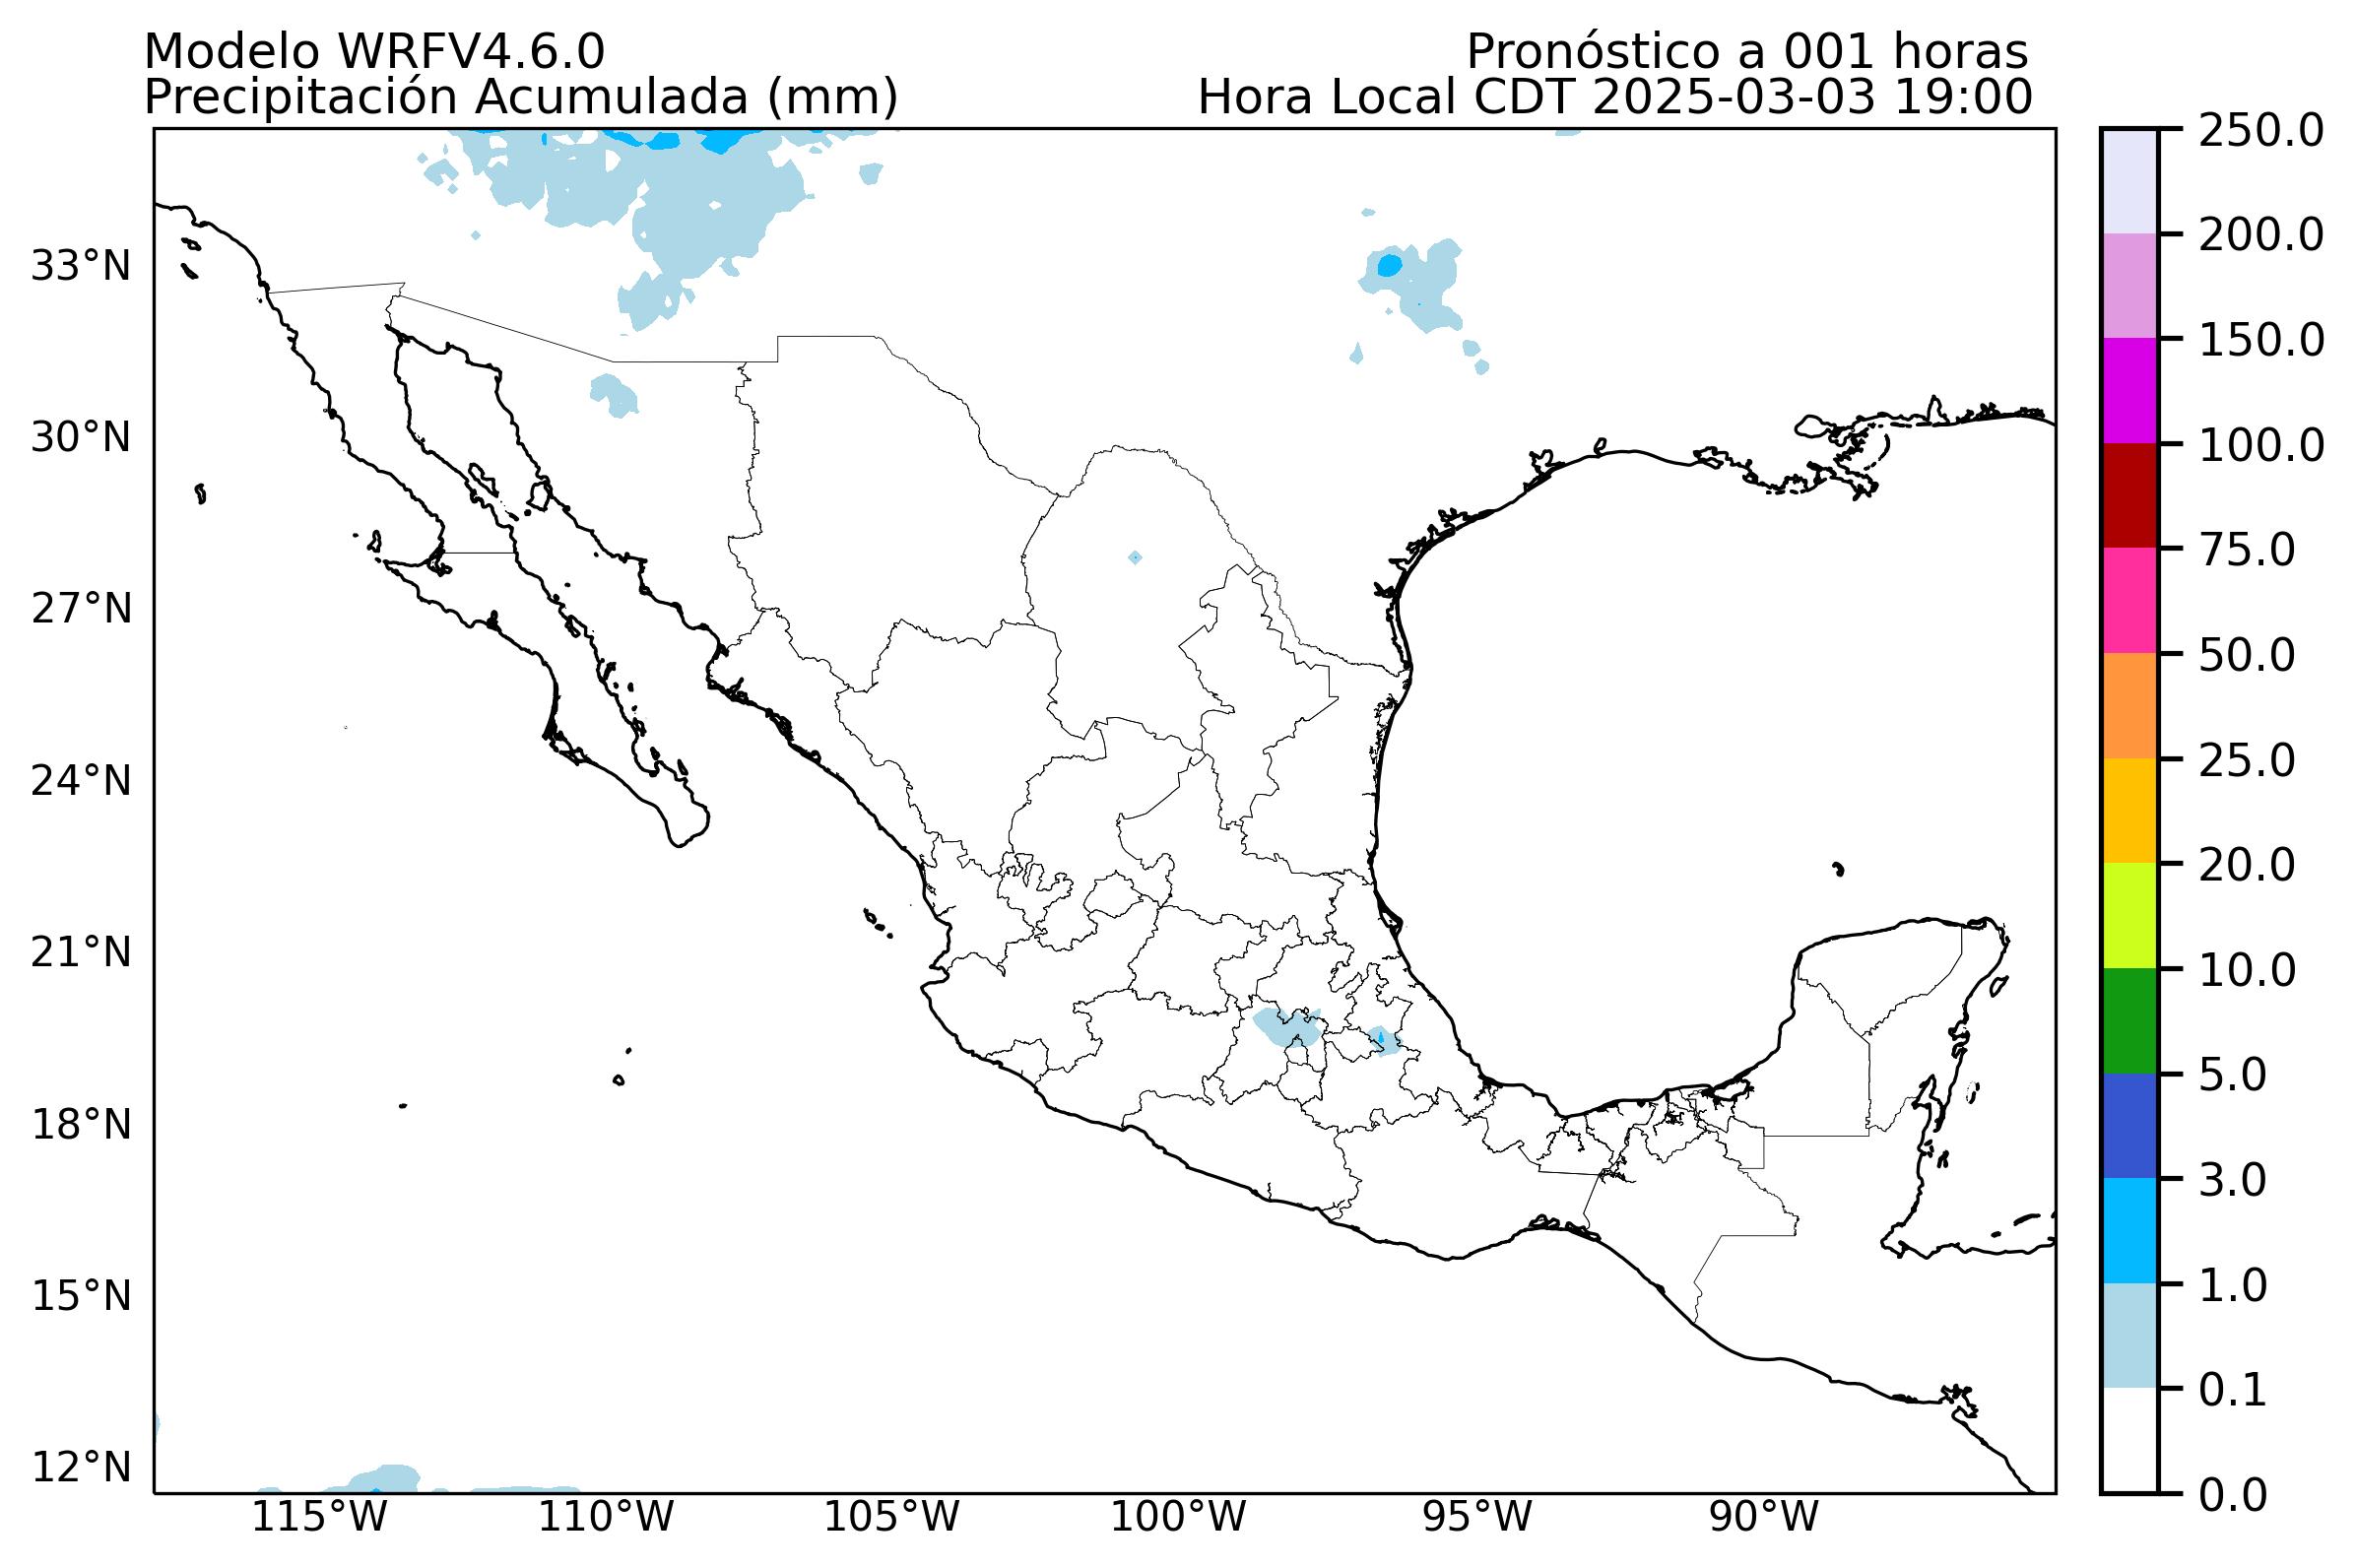 Modelo WRFV4.6.0
Pronóstico a 001 horas
Precipitación Acumulada (mm)
Hora Local CDT 2025-03-03 19:00
250.0
200.0
150.0
100.0
75.0
50.0
25.0
20.0
10.0
5.0
3.0
1.0
0.1
0.0
33°N
30°N
27°N
24°N
21°N
18°N
15°N
12°N
115°W
110°W
105°W
100°W
95°W
90°W